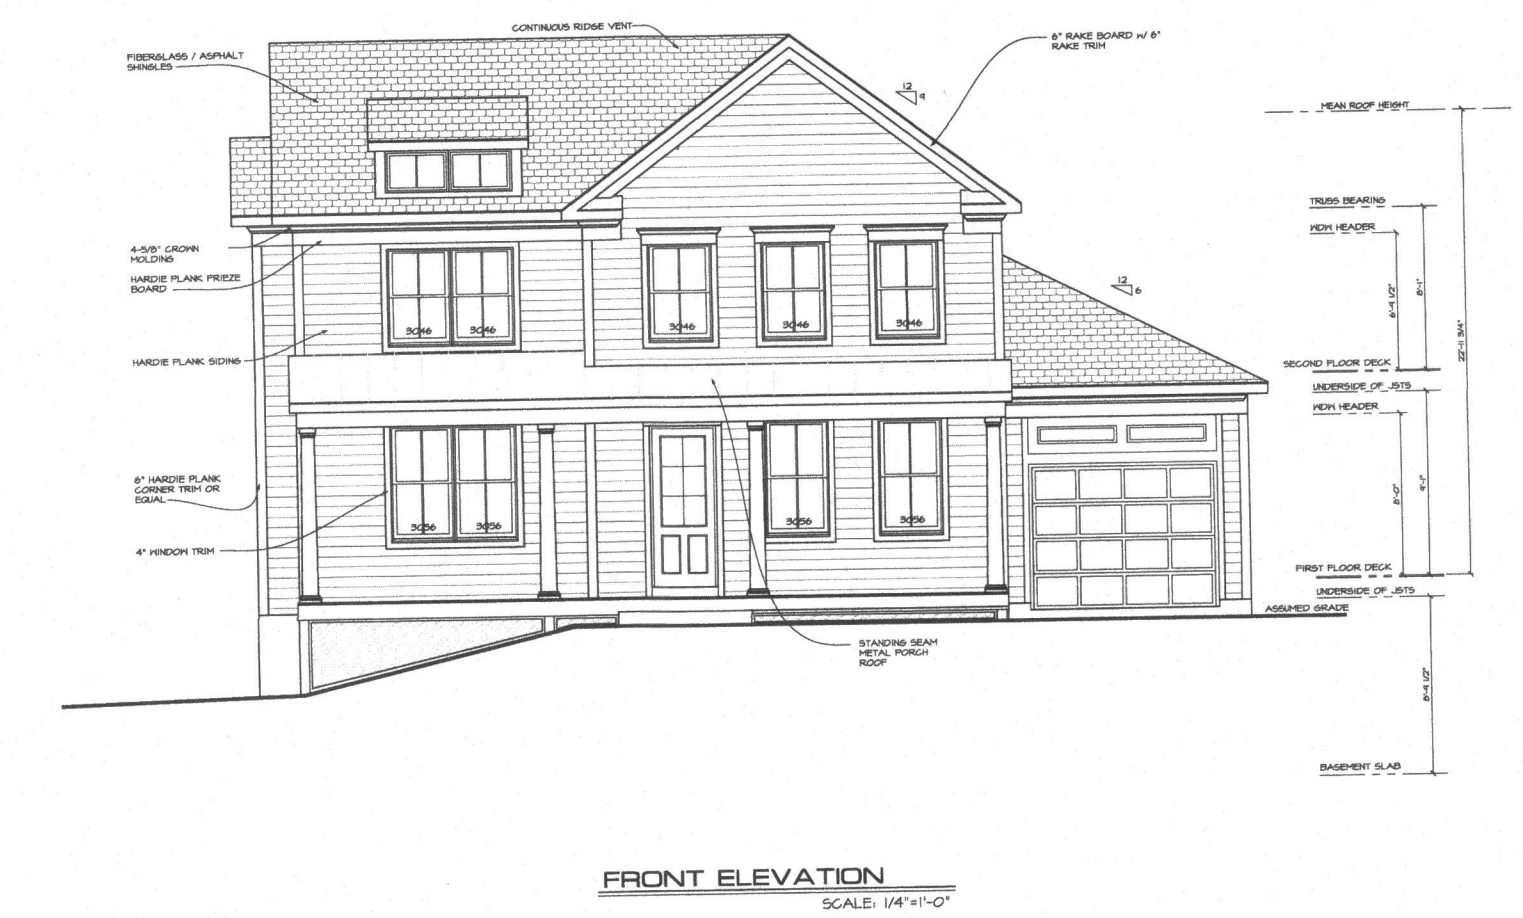 CONTINUOUS RIDGE VENT
6" RAKE BOARD W/ 6"
RAKE TRIM
FIBERGLASS / ASPHALT
SHINGLES
12
9
MEAN ROOF HEIGHT
TRUSS BEARING
WDW HEADER
4-5/8" CROWN
MOLDING
HARDIE PLANK FRIEZE
BOARD
12
6
8'-1"
6'-9 1/2"
22'-11 3/4"
3046
3046
3046
3046
3046
HARDIE PLANK SIDING
SECOND FLOOR DECK
UNDERSIDE OF JSTS
WDW HEADER
6" HARDIE PLANK
CORNER TRIM OR
EQUAL
8'-0"
9'-1"
3056
3056
3056
3056
4" WINDOW TRIM
FIRST FLOOR DECK
UNDERSIDE OF JSTS
ASSUMED GRADE
STANDING SEAM
METAL PORCH
ROOF
8'-9 1/2"
BASEMENT SLAB
FRONT ELEVATION
SCALE: 1/4"=1'-0"